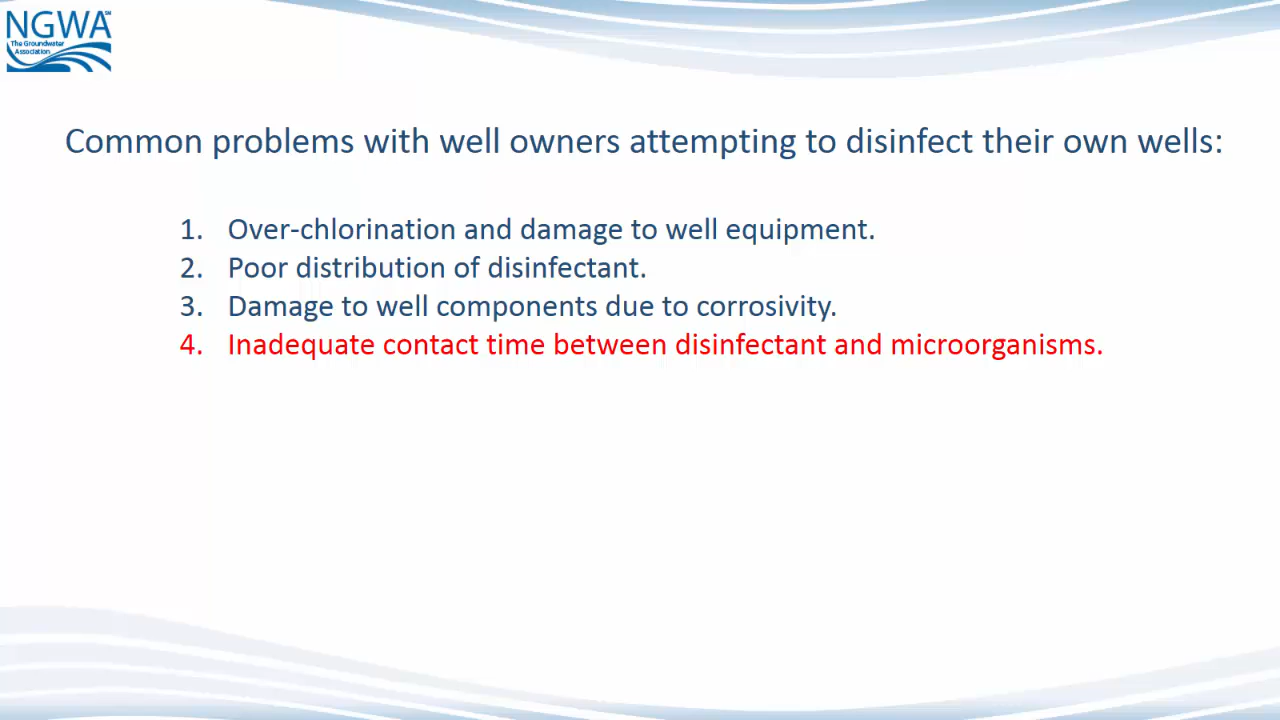 NGWA℠
The Groundwater
Association
Common problems with well owners attempting to disinfect their own wells:
1. Over-chlorination and damage to well equipment.
2. Poor distribution of disinfectant.
3. Damage to well components due to corrosivity.
4. Inadequate contact time between disinfectant and microorganisms.